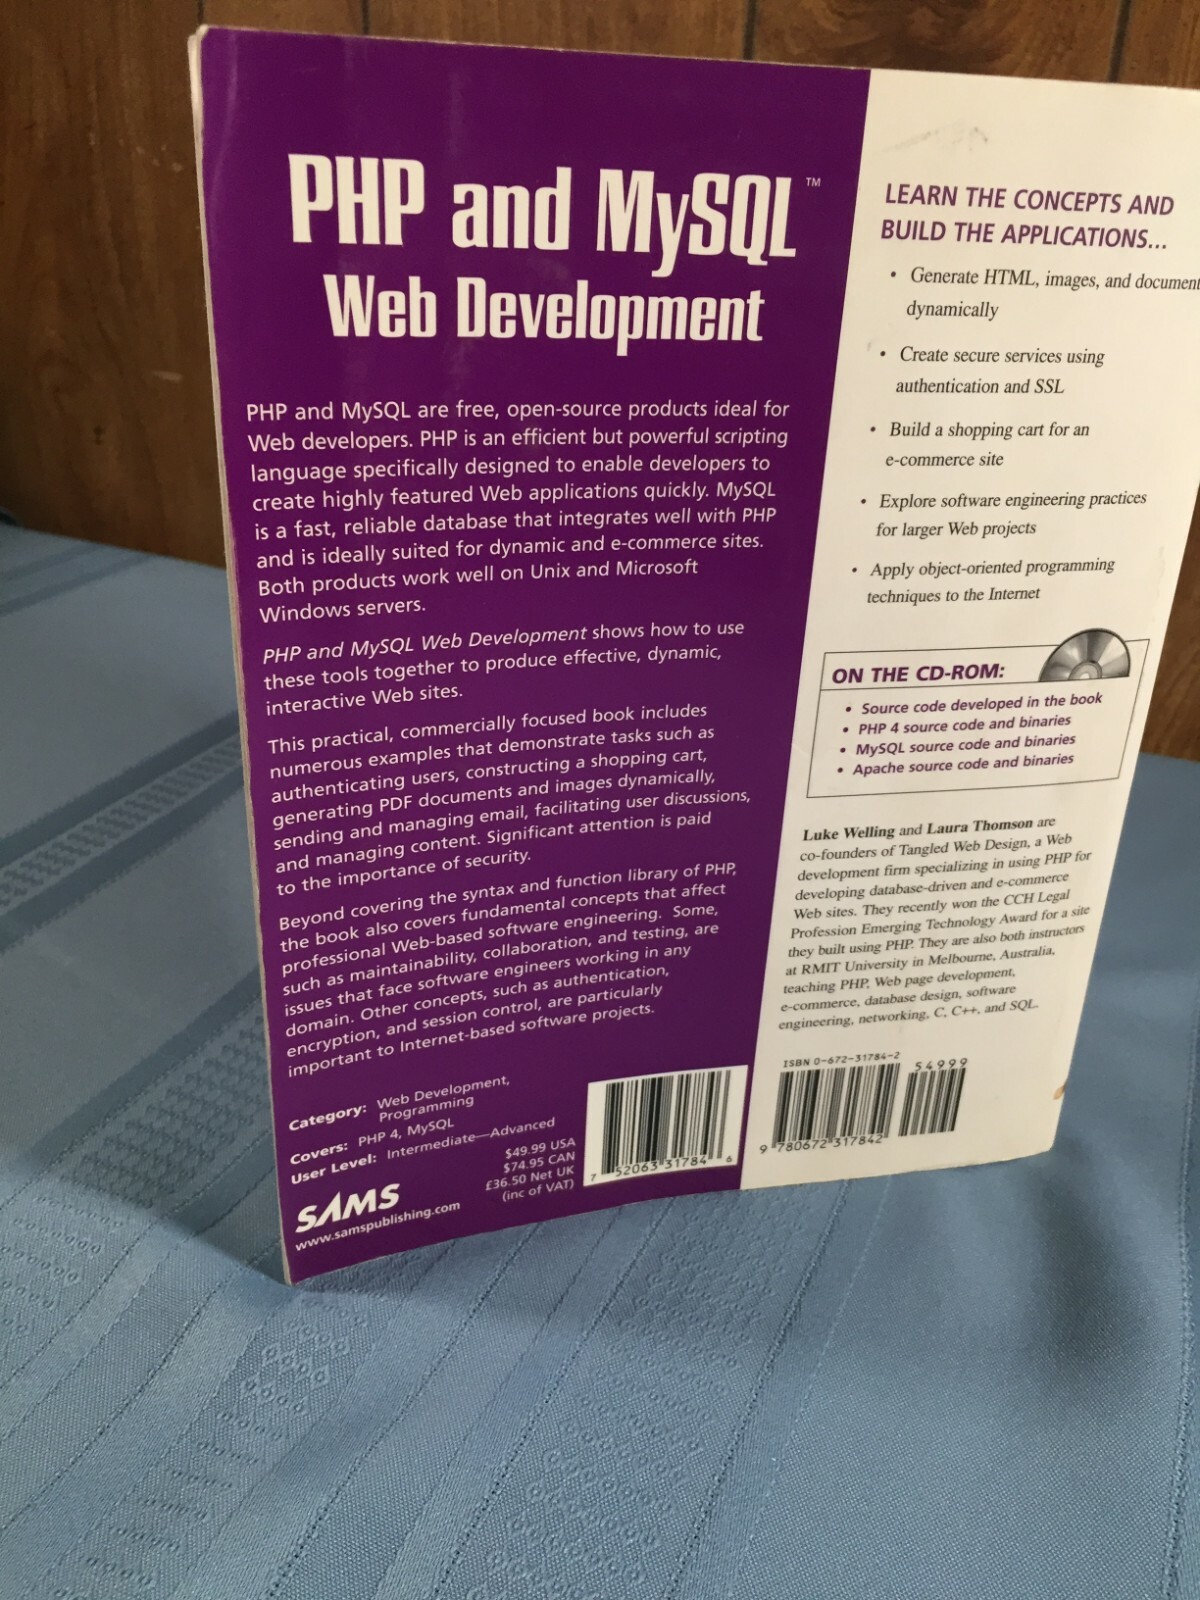 PHP and MySQL™
Web Development
PHP and MySQL are free, open-source products ideal for
Web developers. PHP is an efficient but powerful scripting
language specifically designed to enable developers to
create highly featured Web applications quickly. MySQL
is a fast, reliable database that integrates well with PHP
and is ideally suited for dynamic and e-commerce sites.
Both products work well on Unix and Microsoft
Windows servers.
PHP and MySQL Web Development shows how to use
these tools together to produce effective, dynamic,
interactive Web sites.
This practical, commercially focused book includes
numerous examples that demonstrate tasks such as
authenticating users, constructing a shopping cart,
generating PDF documents and images dynamically,
sending and managing email, facilitating user discussions,
and managing content. Significant attention is paid
to the importance of security.
Beyond covering the syntax and function library of PHP,
the book also covers fundamental concepts that affect
professional Web-based software engineering. Some,
such as maintainability, collaboration, and testing, are
issues that face software engineers working in any
domain. Other concepts, such as authentication,
encryption, and session control, are particularly
important to Internet-based software projects.
Category: Web Development,
Programming
Covers: PHP 4, MySQL
User Level: Intermediate—Advanced
$49.99 USA
$74.95 CAN
£36.50 Net UK
(inc of VAT)
SAMS
www.samspublishing.com
7 52063 31784 6
LEARN THE CONCEPTS AND
BUILD THE APPLICATIONS...
• Generate HTML, images, and document
dynamically
• Create secure services using
authentication and SSL
• Build a shopping cart for an
e-commerce site
• Explore software engineering practices
for larger Web projects
• Apply object-oriented programming
techniques to the Internet
ON THE CD-ROM:
• Source code developed in the book
• PHP 4 source code and binaries
• MySQL source code and binaries
• Apache source code and binaries
Luke Welling and Laura Thomson are
co-founders of Tangled Web Design, a Web
development firm specializing in using PHP for
developing database-driven and e-commerce
Web sites. They recently won the CCH Legal
Profession Emerging Technology Award for a site
they built using PHP. They are also both instructors
at RMIT University in Melbourne, Australia,
teaching PHP, Web page development,
e-commerce, database design, software
engineering, networking, C, C++, and SQL.
ISBN 0-672-31784-2
54999
9 780672 317842